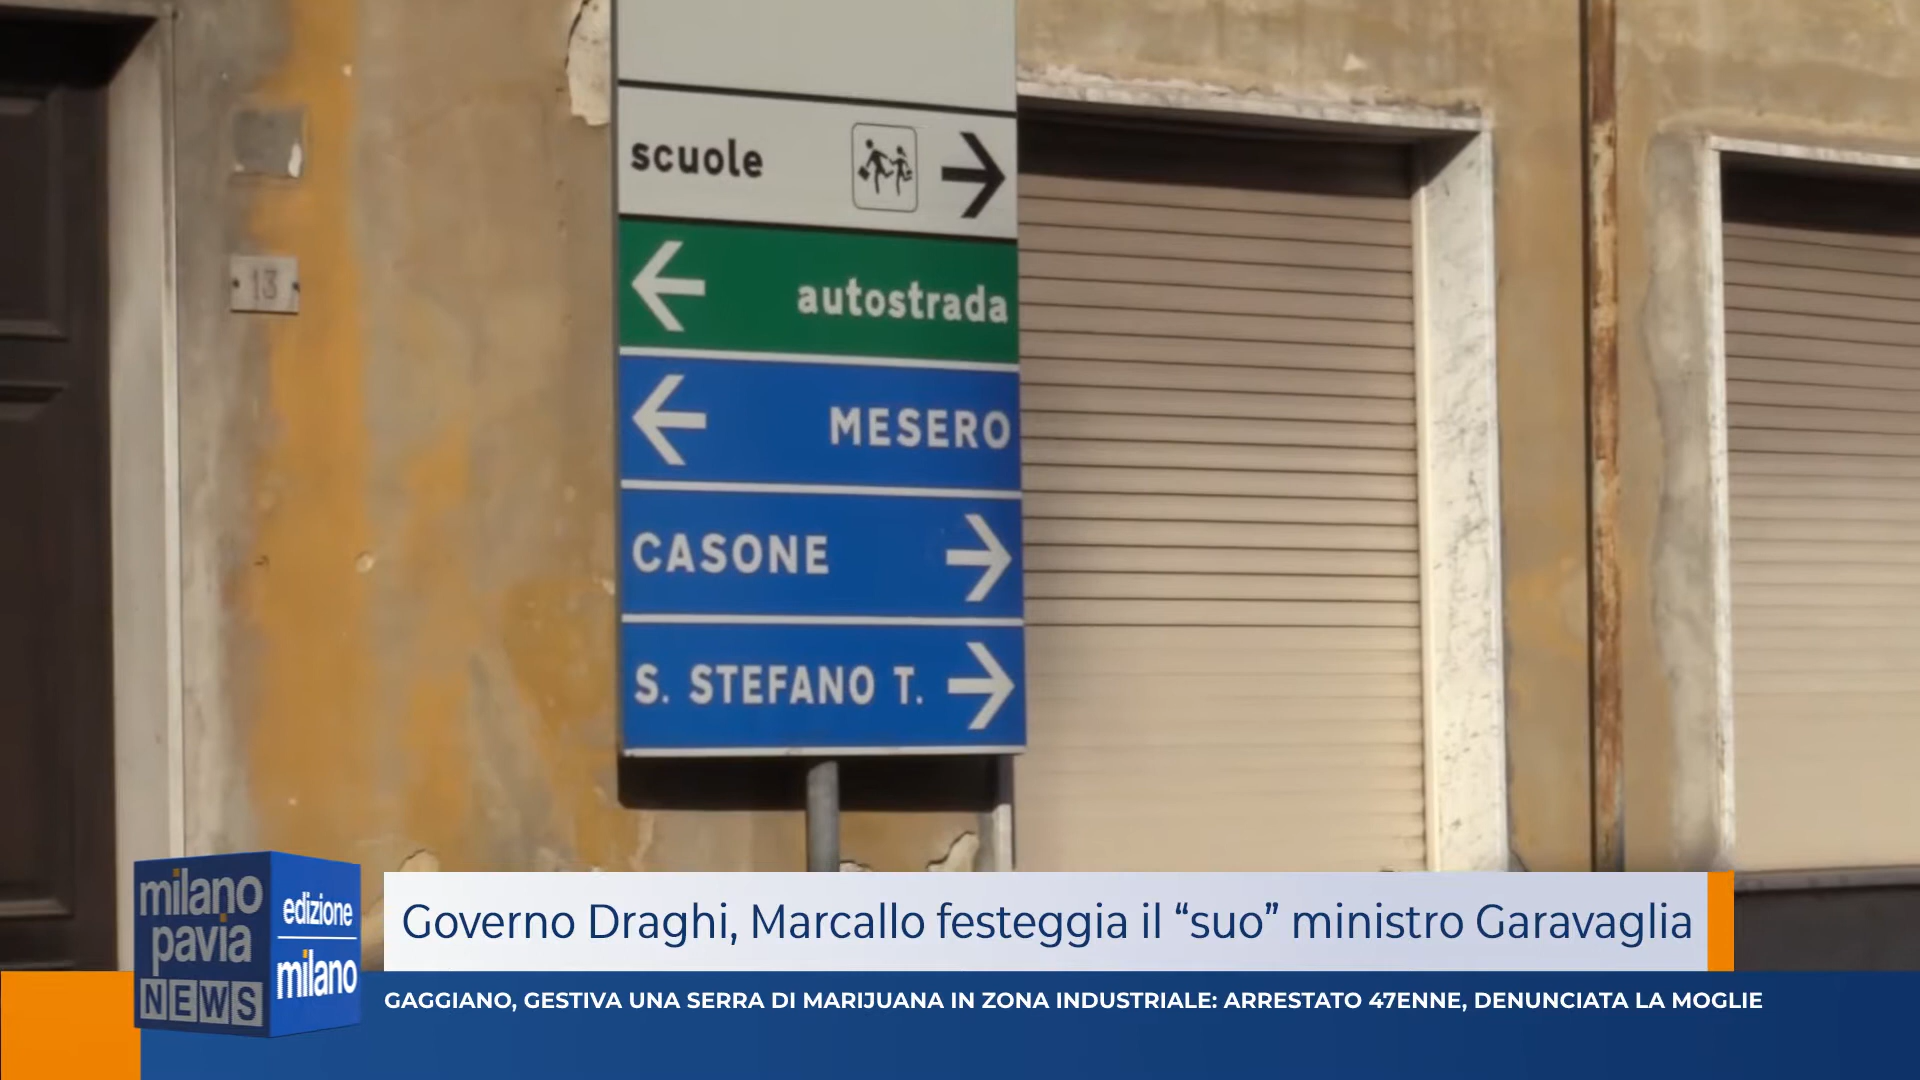 scuole
13
autostrada
MESERO
CASONE
S. STEFANO T.
milano
pavia
NEWS
edizione
milano
Governo Draghi, Marcallo festeggia il “suo” ministro Garavaglia
GAGGIANO, GESTIVA UNA SERRA DI MARIJUANA IN ZONA INDUSTRIALE: ARRESTATO 47ENNE, DENUNCIATA LA MOGLIE